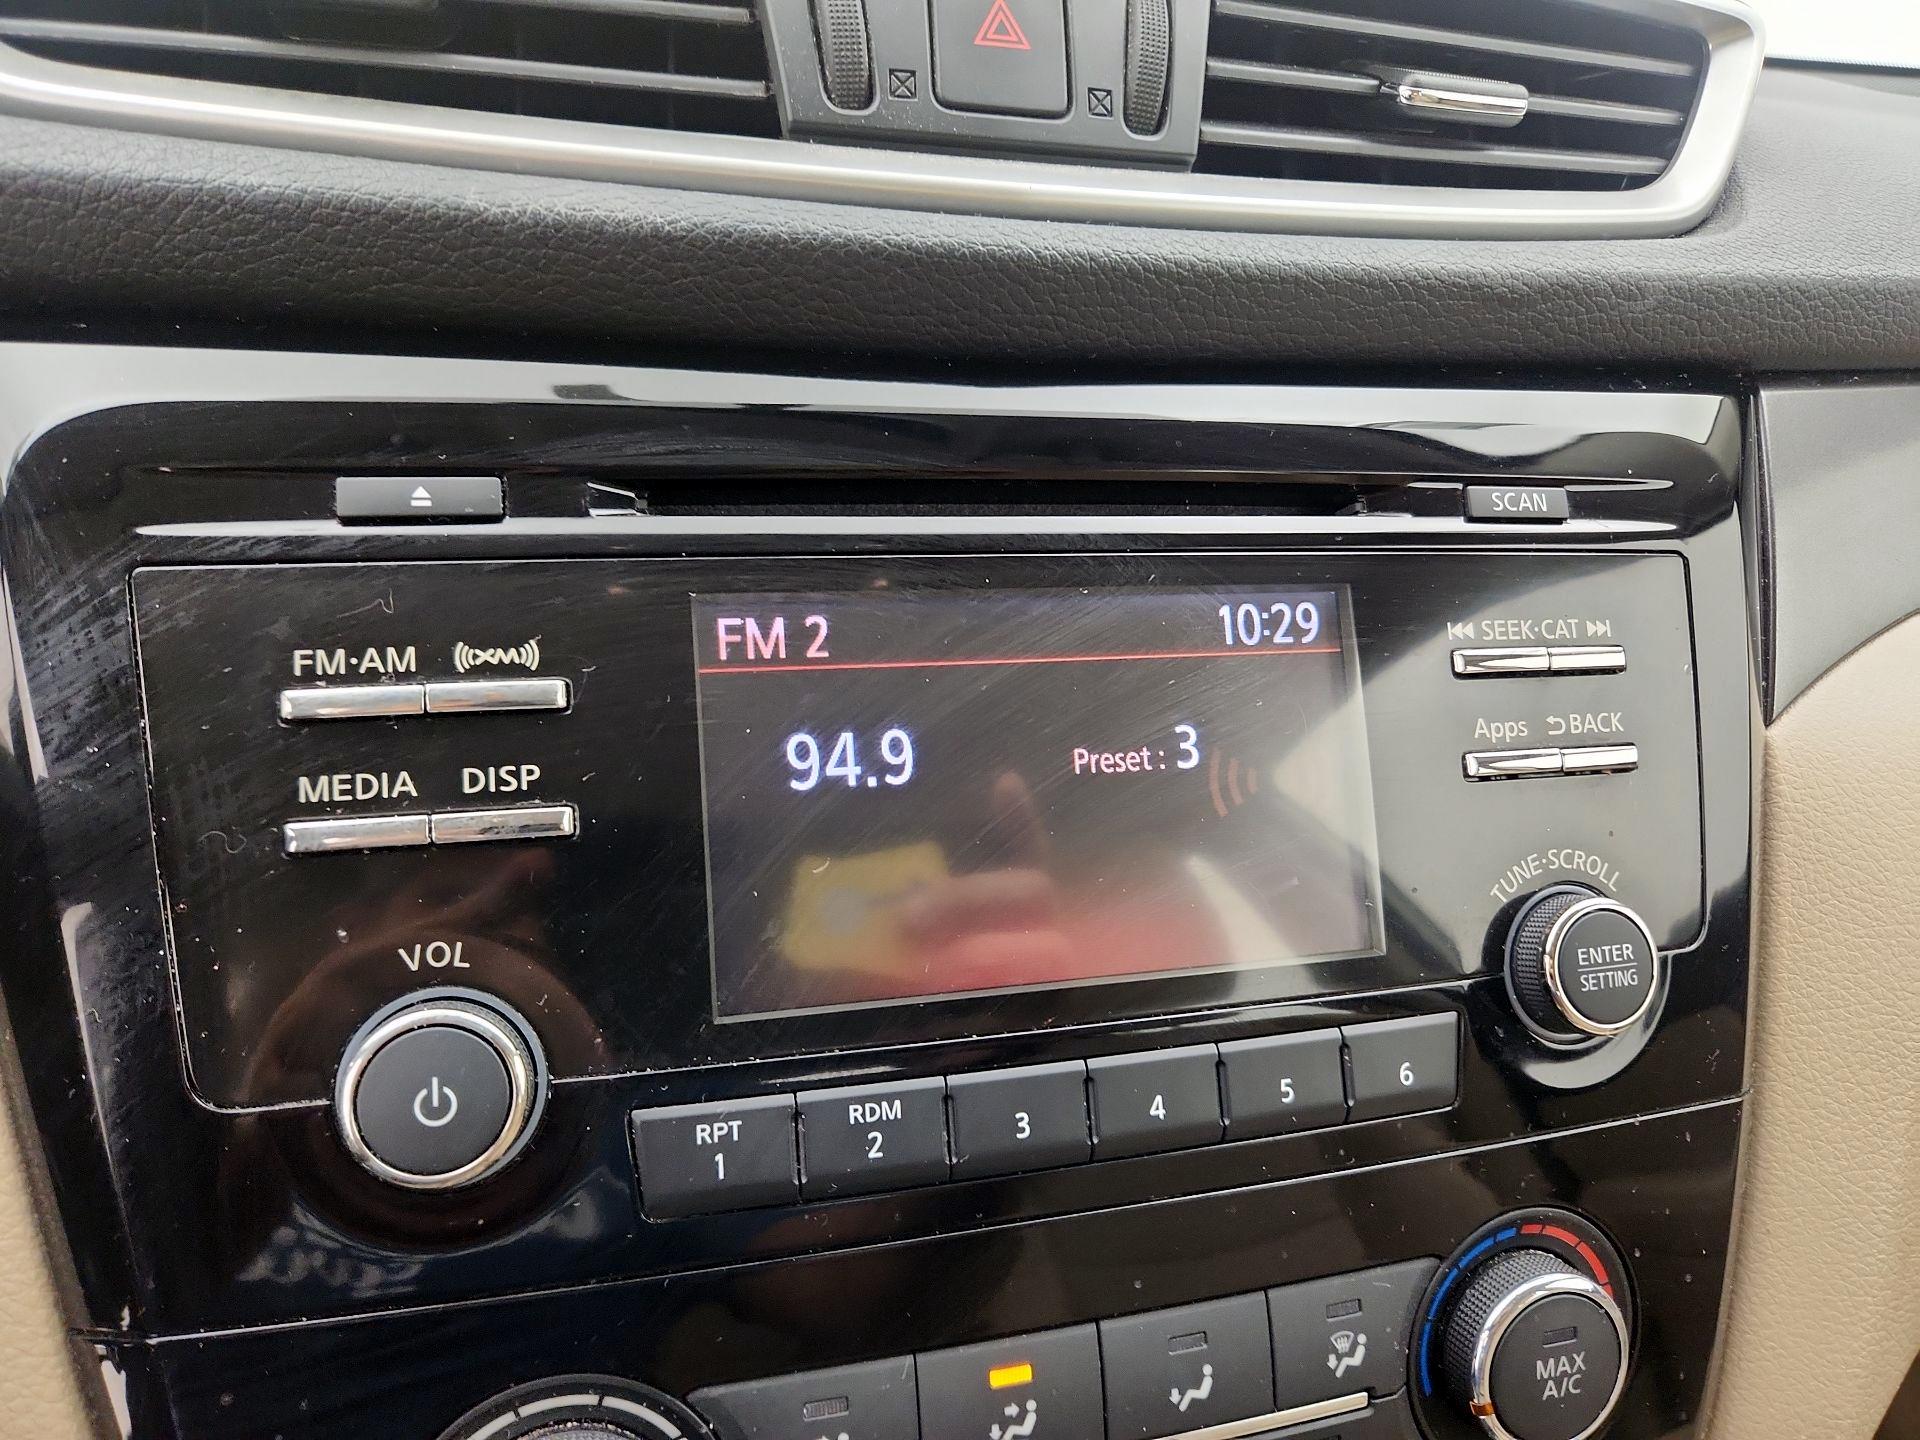 SCAN
FM·AM
XM
FM 2
10:29
SEEK·CAT
94.9
Preset : 3
Apps
BACK
MEDIA
DISP
TUNE·SCROLL
VOL
ENTER
SETTING
RPT
1
RDM
2
3
4
5
6
MAX
A/C